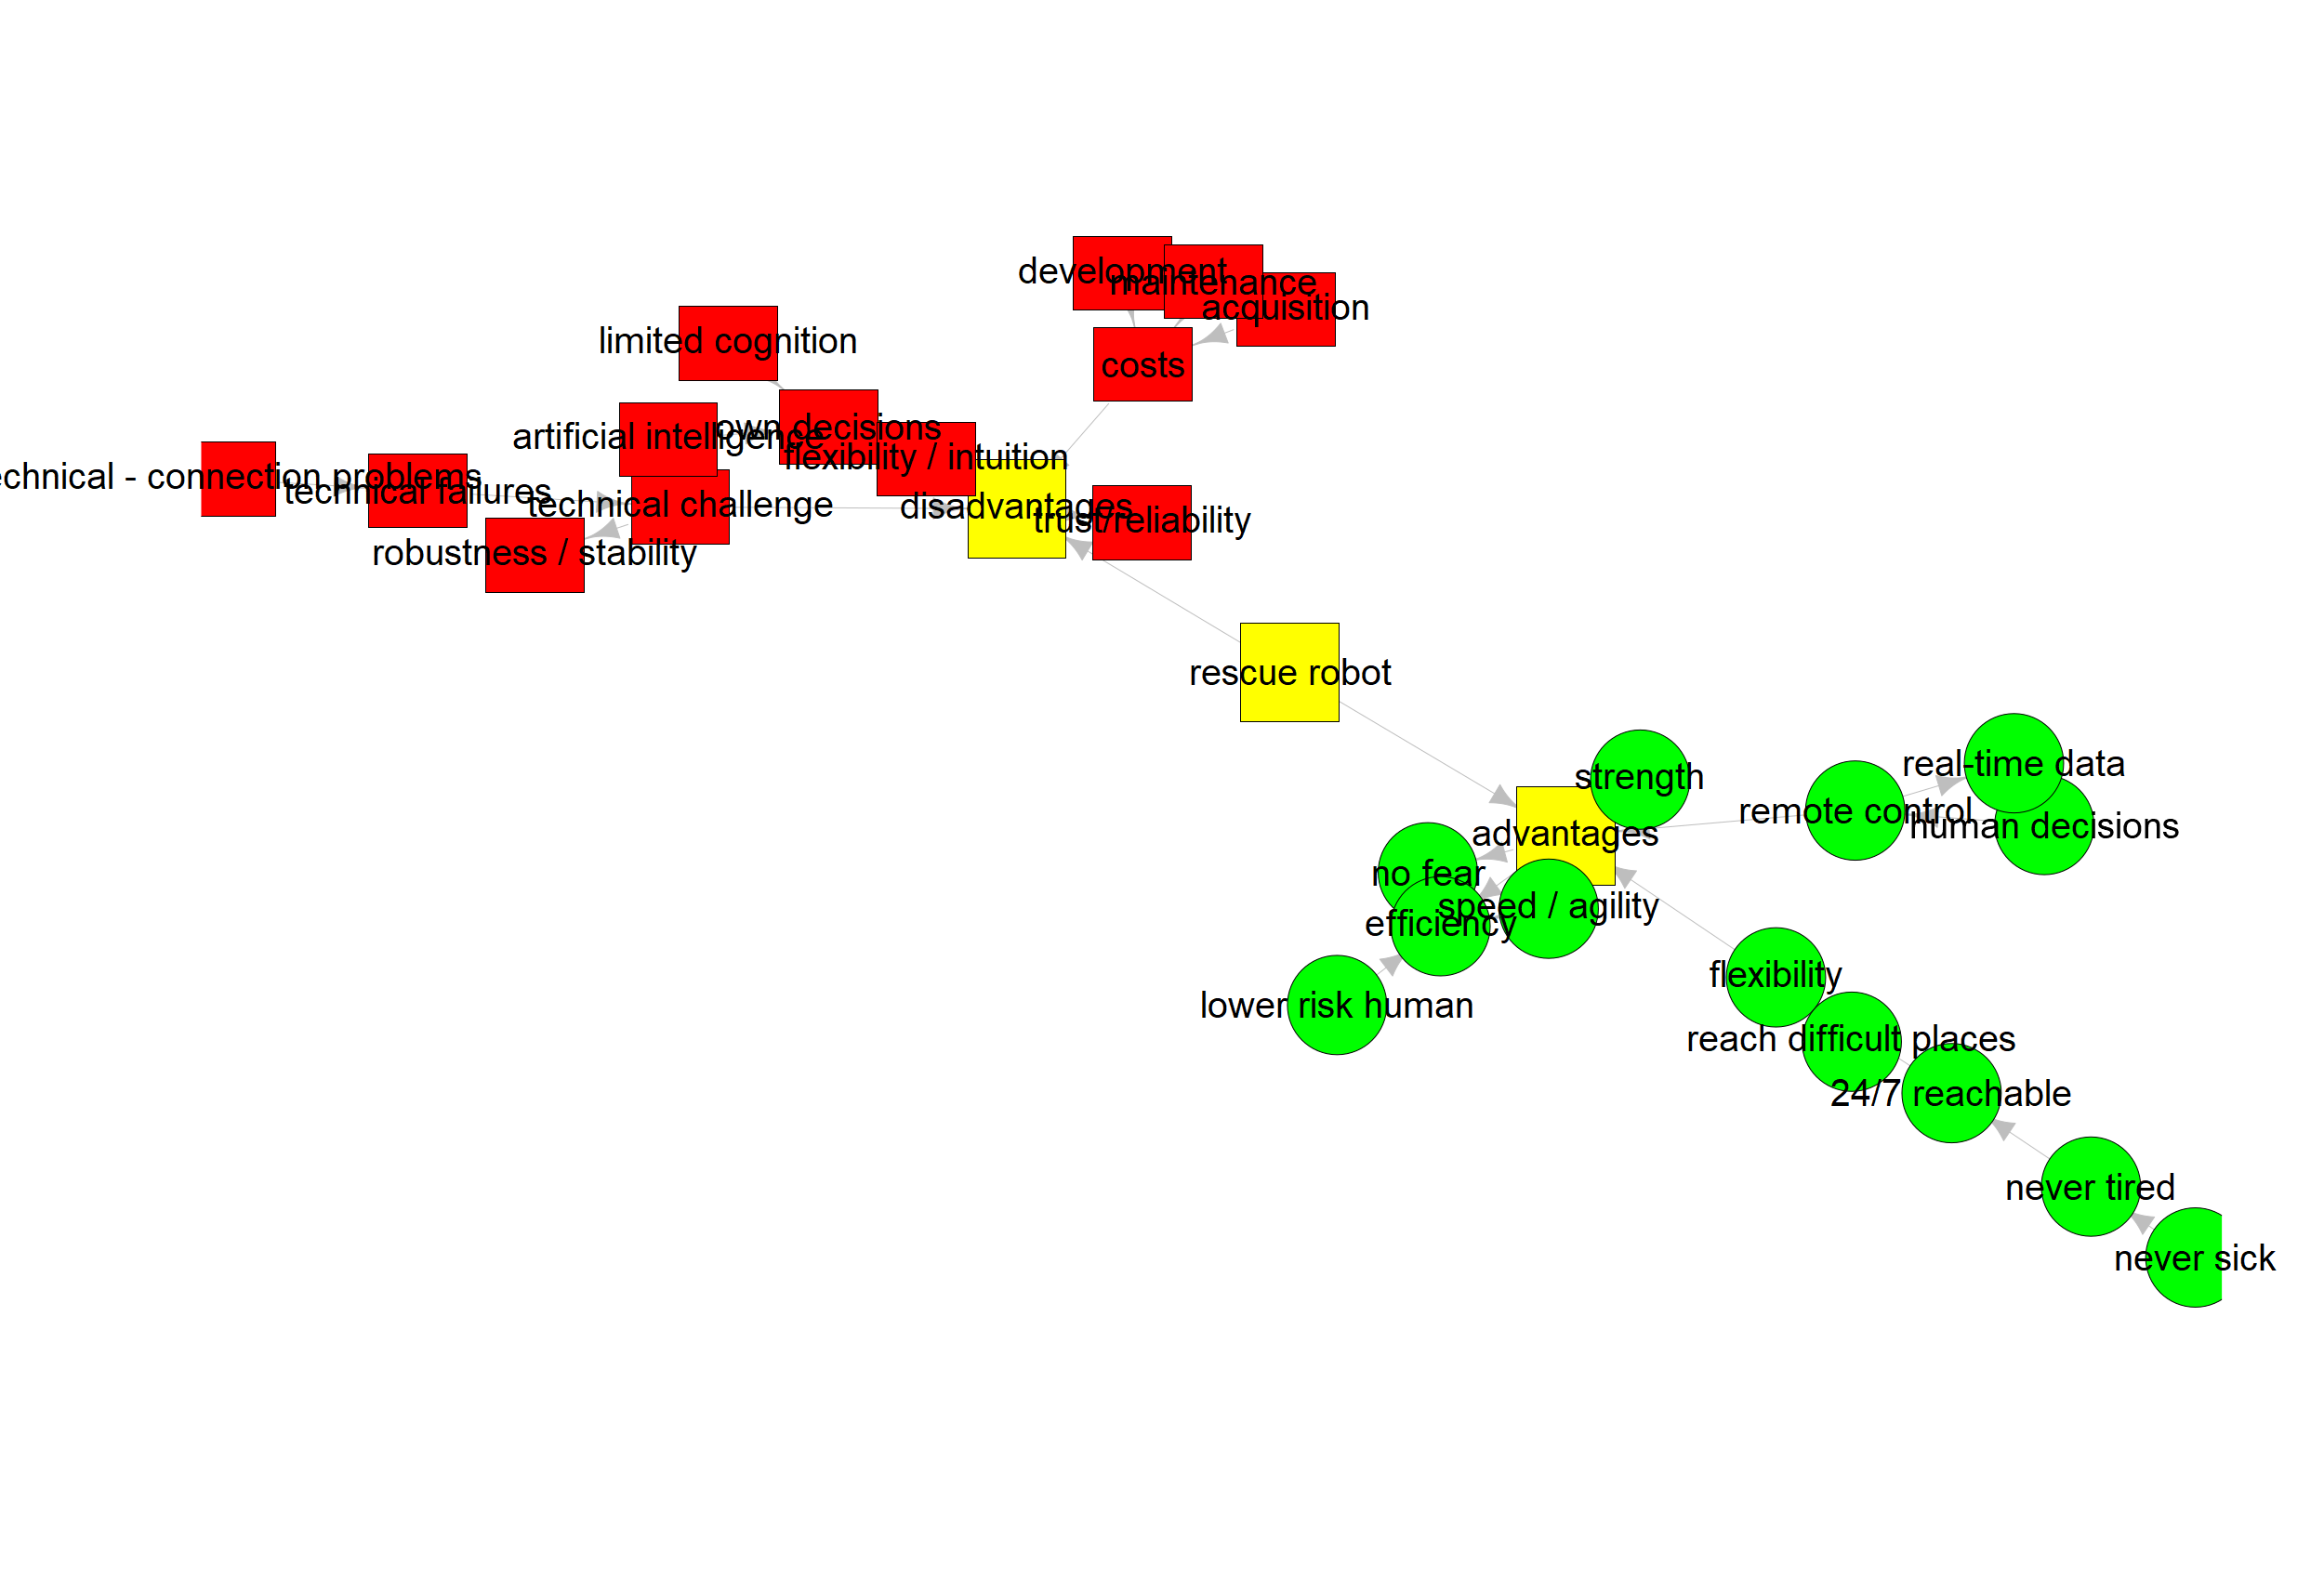 development
maintenance
acquisition
limited cognition
costs
own decisions
artificial intelligence
flexibility / intuition
echnical - connection problems
technical failures
technical challenge
disadvantages
trust/reliability
robustness / stability
rescue robot
strength
real-time data
remote control
human decisions
advantages
no fear
speed / agility
efficiency
flexibility
lower risk human
reach difficult places
24/7 reachable
never tired
never sick